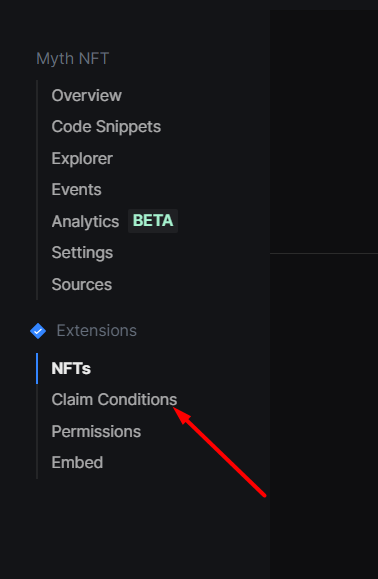 Myth NFT
Overview
Code Snippets
Explorer
Events
Analytics BETA
Settings
Sources
Extensions
NFTs
Claim Conditions
Permissions
Embed